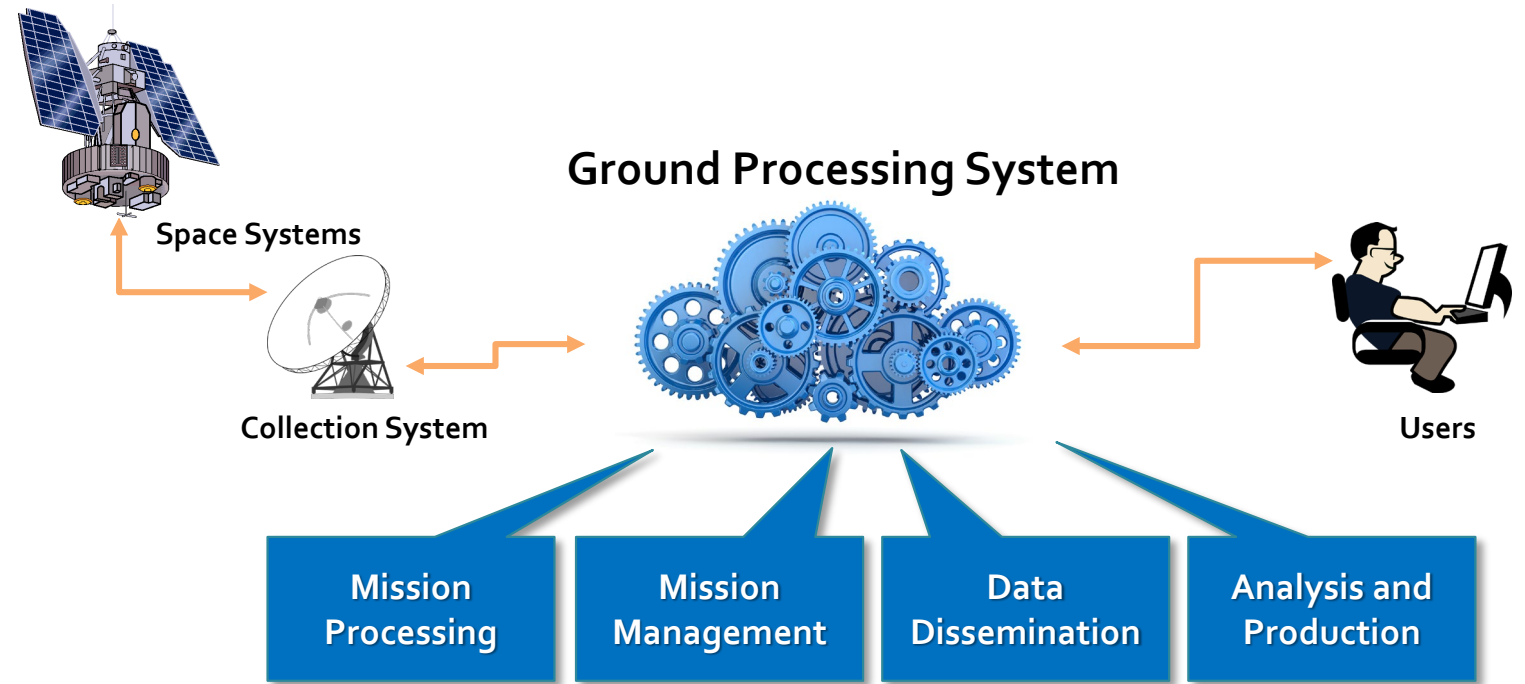 Ground Processing System
Space Systems
Collection System
Users
Mission
Processing
Mission
Management
Data
Dissemination
Analysis and
Production